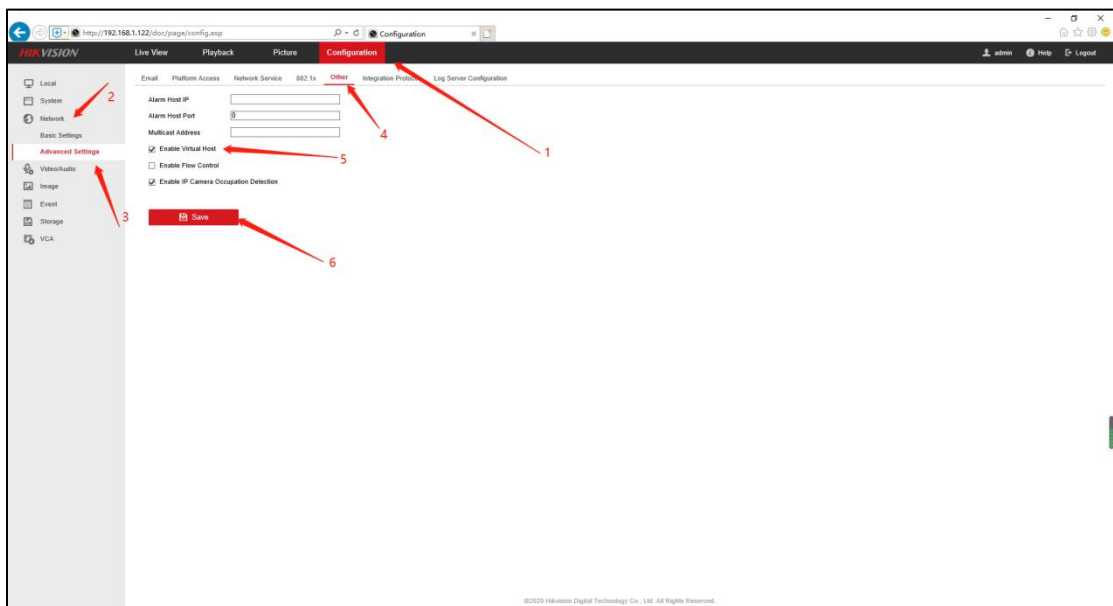 http://192.168.1.122/doc/page/config.asp Configuration
HIKVISION Live View Playback Picture Configuration admin Help Logout
Email Platform Access Network Service 802.1x Other Integration Protocol Log Server Configuration
Local
System
Network
Basic Settings
Advanced Settings
Video/Audio
Image
Event
Storage
VCA
Alarm Host IP
Alarm Host Port 0
Multicast Address
Enable Virtual Host
Enable Flow Control
Enable IP Camera Occupation Detection
Save
1
2
3
4
5
6
©2020 Hikvision Digital Technology Co., Ltd. All Rights Reserved.